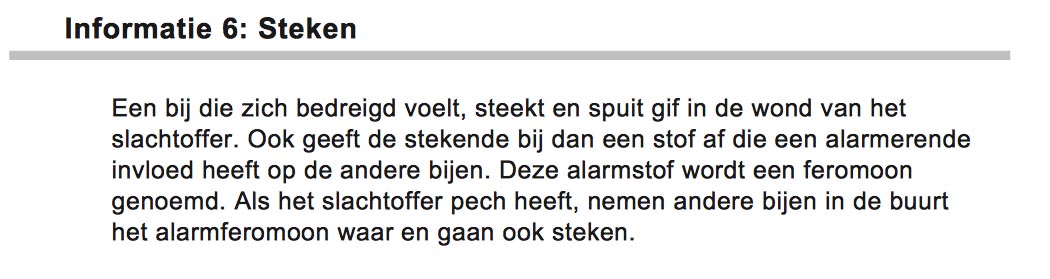 Informatie 6: Steken
Een bij die zich bedreigd voelt, steekt en spuit gif in de wond van het
slachtoffer. Ook geeft de stekende bij dan een stof af die een alarmerende
invloed heeft op de andere bijen. Deze alarmstof wordt een feromoon
genoemd. Als het slachtoffer pech heeft, nemen andere bijen in de buurt
het alarmferomoon waar en gaan ook steken.